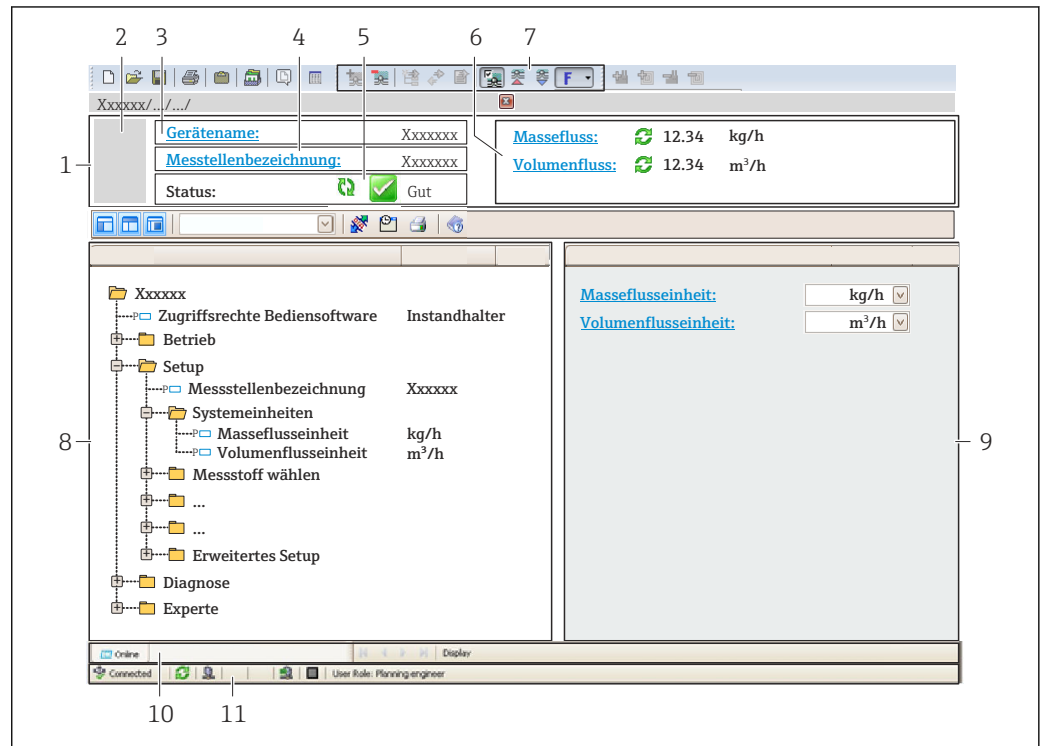 2 3 4 5 6 7
F
Xxxxxx/.../.../
1
Gerätename: Xxxxxxx
Messtellenbezeichnung: Xxxxxxx
Status: Gut
Massefluss: 12.34 kg/h
Volumenfluss: 12.34 m³/h
Xxxxxx
Zugriffsrechte Bediensoftware Instandhalter
Betrieb
Setup
P Messstellenbezeichnung Xxxxxx
Systemeinheiten
P Masseflusseinheit kg/h
P Volumenflusseinheit m³/h
Messstoff wählen
...
...
Erweitertes Setup
Diagnose
Experte
8
Masseflusseinheit: kg/h
Volumenflusseinheit: m³/h
9
Online Display
Connected User Role: Planning engineer
10 11